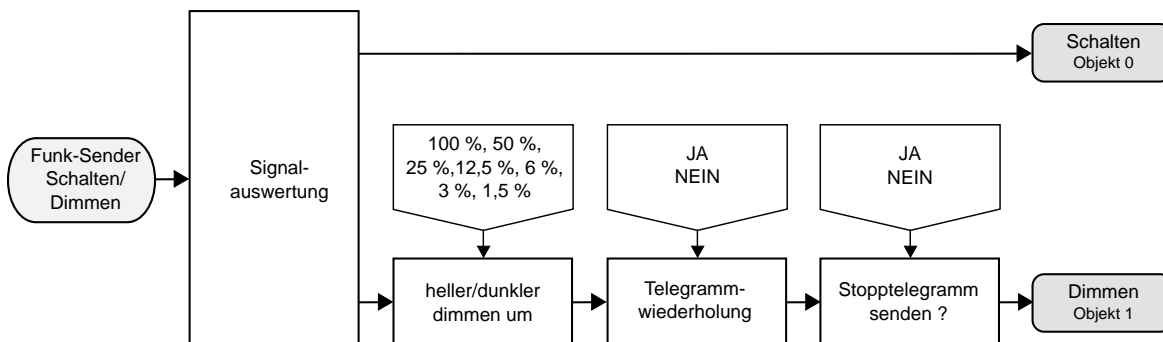 Funk-Sender
Schalten/
Dimmen
Signal-
auswertung
Schalten
Objekt 0
100 %, 50 %,
25 %,12,5 %, 6 %,
3 %, 1,5 %
JA
NEIN
JA
NEIN
heller/dunkler
dimmen um
Telegramm-
wiederholung
Stopptelegramm
senden ?
Dimmen
Objekt 1